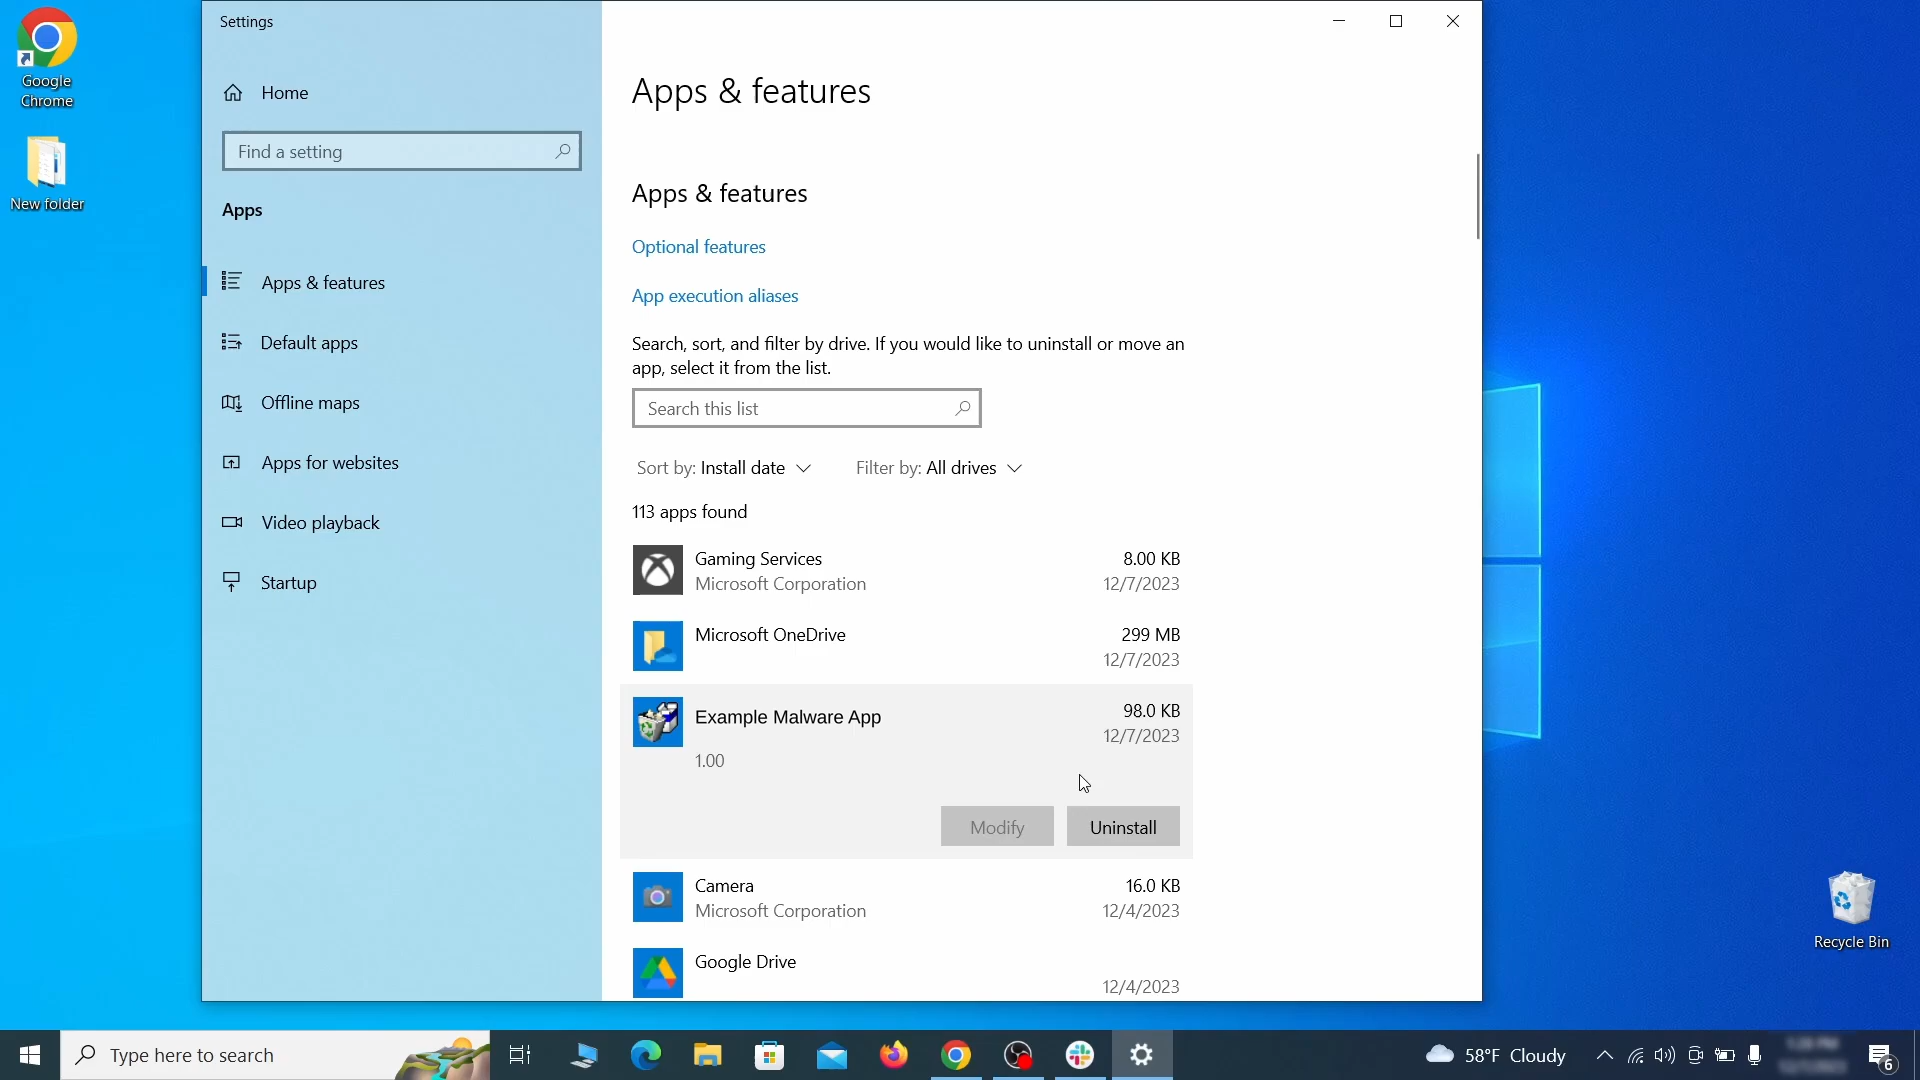 Google
Chrome
New folder
Settings
Home
Find a setting
Apps
Apps & features
Default apps
Offline maps
Apps for websites
Video playback
Startup
Apps & features
Apps & features
Optional features
App execution aliases
Search, sort, and filter by drive. If you would like to uninstall or move an
app, select it from the list.
Search this list
Sort by: Install date Filter by: All drives
113 apps found
Gaming Services 8.00 KB
Microsoft Corporation 12/7/2023
Microsoft OneDrive 299 MB
12/7/2023
Example Malware App 98.0 KB
12/7/2023
1.00
Modify Uninstall
Camera 16.0 KB
Microsoft Corporation 12/4/2023
Google Drive
12/4/2023
Recycle Bin
Type here to search
58°F Cloudy
6